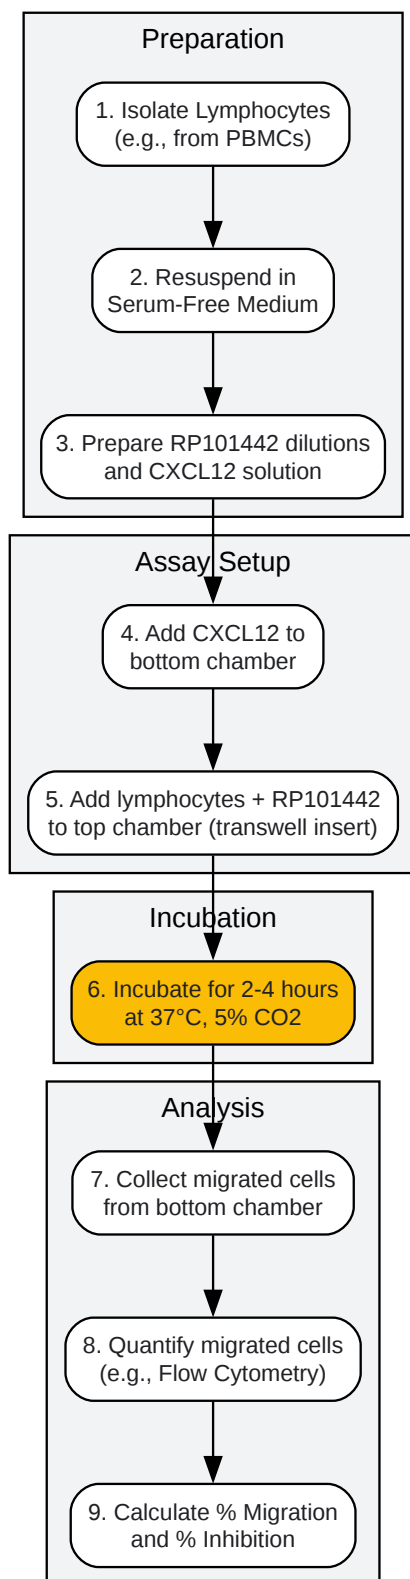 Preparation
1. Isolate Lymphocytes
(e.g., from PBMCs)
2. Resuspend in
Serum-Free Medium
3. Prepare RP101442 dilutions
and CXCL12 solution
Assay Setup
4. Add CXCL12 to
bottom chamber
5. Add lymphocytes + RP101442
to top chamber (transwell insert)
Incubation
6. Incubate for 2-4 hours
at 37°C, 5% CO2
Analysis
7. Collect migrated cells
from bottom chamber
8. Quantify migrated cells
(e.g., Flow Cytometry)
9. Calculate % Migration
and % Inhibition